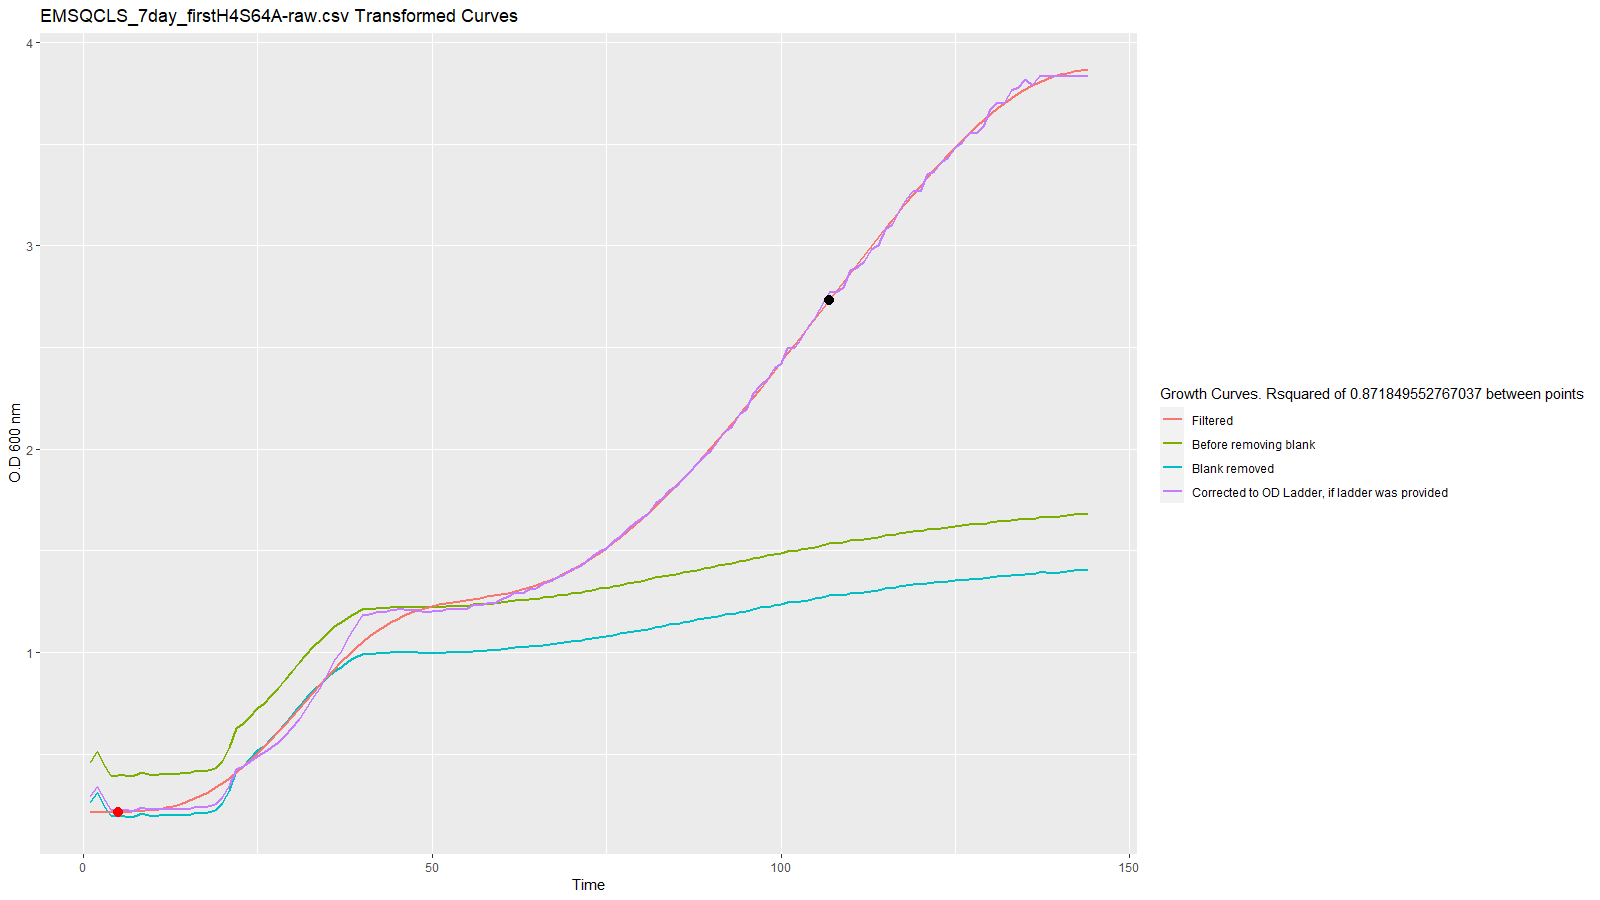 EMSQCLS_7day_firstH4S64A-raw.csv Transformed Curves
4
3
2
1
O.D 600 nm
0
50
100
150
Time
Growth Curves. Rsquared of 0.871849552767037 between points
Filtered
Before removing blank
Blank removed
Corrected to OD Ladder, if ladder was provided